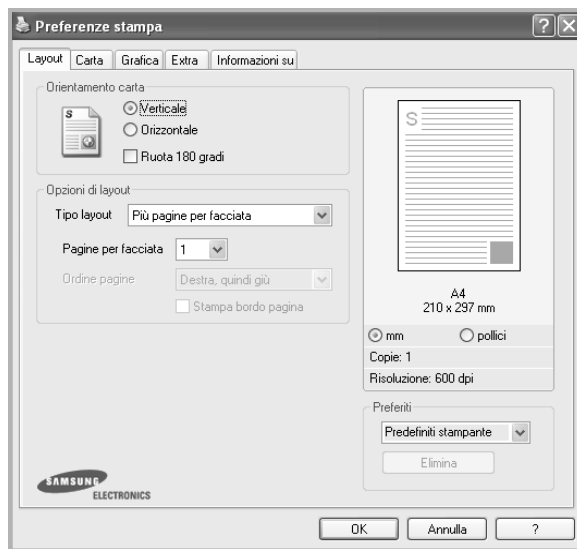 Preferenze stampa
?
Layout Carta Grafica Extra Informazioni su
Orientamento carta
S
Verticale
Orizzontale
Ruota 180 gradi
Opzioni di layout
Tipo layout Più pagine per facciata
Pagine per facciata 1
Ordine pagine Destra, quindi giù
Stampa bordo pagina
S
A4
210 x 297 mm
mm pollici
Copie: 1
Risoluzione: 600 dpi
Preferiti
Predefiniti stampante
Elimina
SAMSUNG
ELECTRONICS
OK Annulla ?